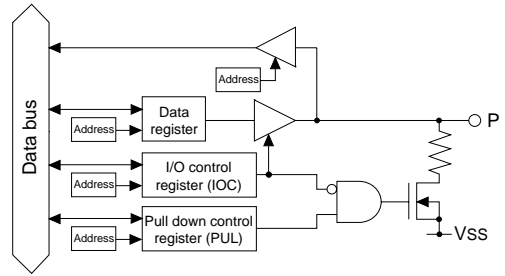 Address
Data bus
Address
Data
register
P
Address
I/O control
register (IOC)
Address
Pull down control
register (PUL)
VSS